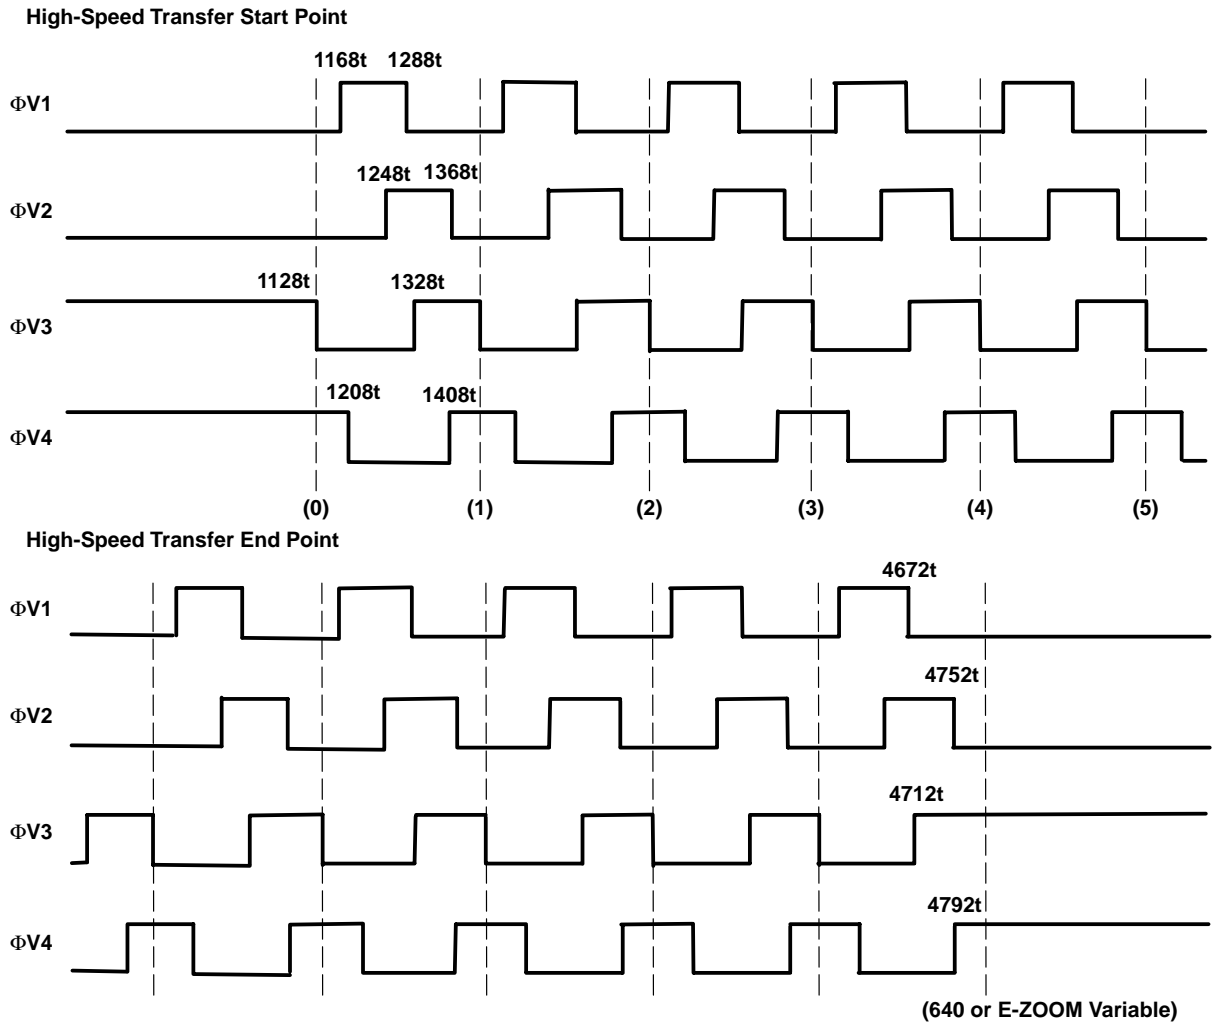 High-Speed Transfer Start Point
1168t 1288t
ΦV1
1248t 1368t
ΦV2
1128t 1328t
ΦV3
1208t 1408t
ΦV4
(0) (1) (2) (3) (4) (5)
High-Speed Transfer End Point
4672t
ΦV1
4752t
ΦV2
4712t
ΦV3
4792t
ΦV4
(640 or E-ZOOM Variable)